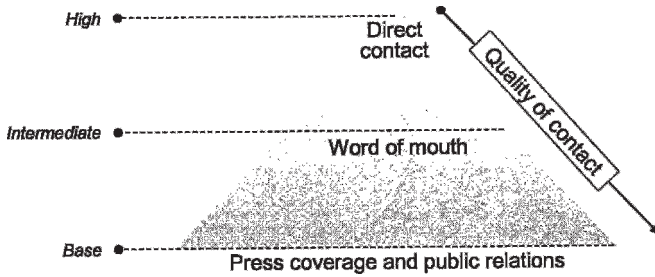 High
Direct
contact
Quality of contact
Intermediate
Word of mouth
Base
Press coverage and public relations